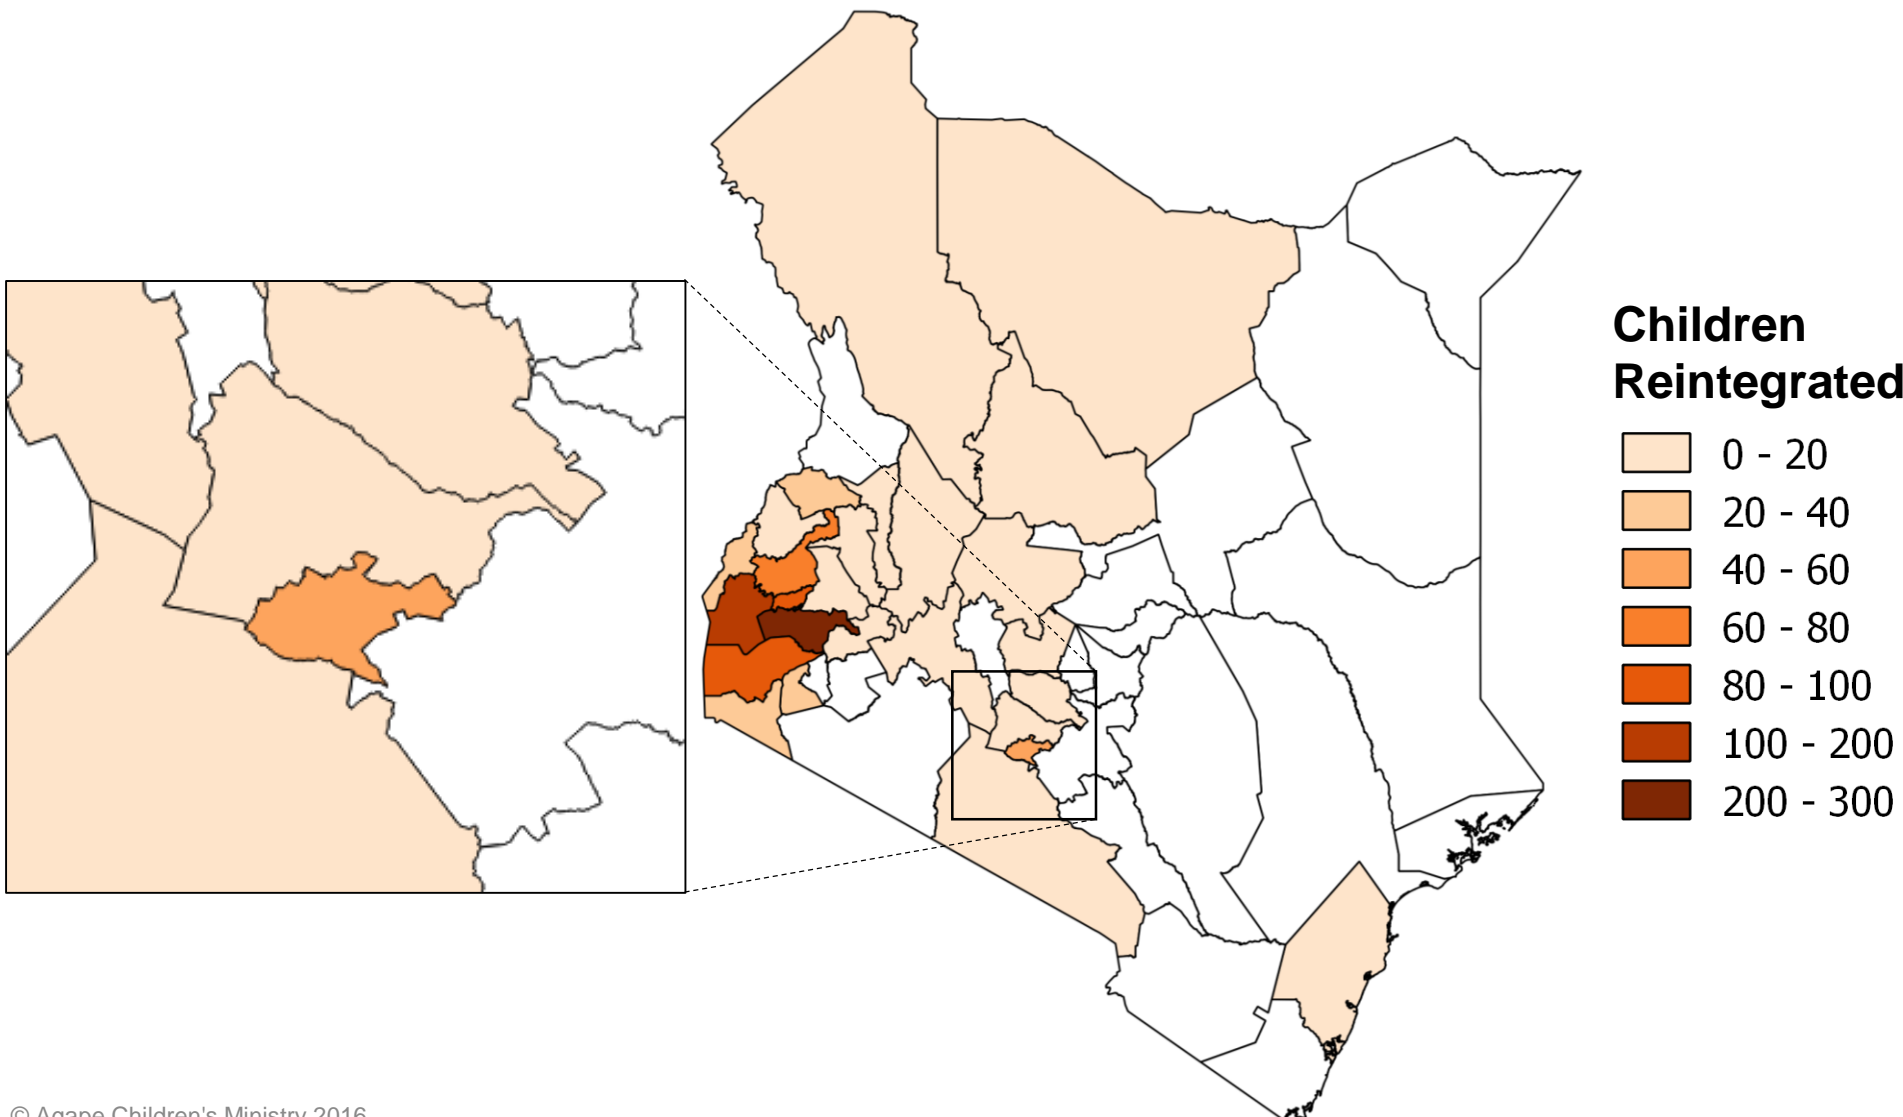 Children
Reintegrated
0 - 20
20 - 40
40 - 60
60 - 80
80 - 100
100 - 200
200 - 300
© Agape Children's Ministry 2016